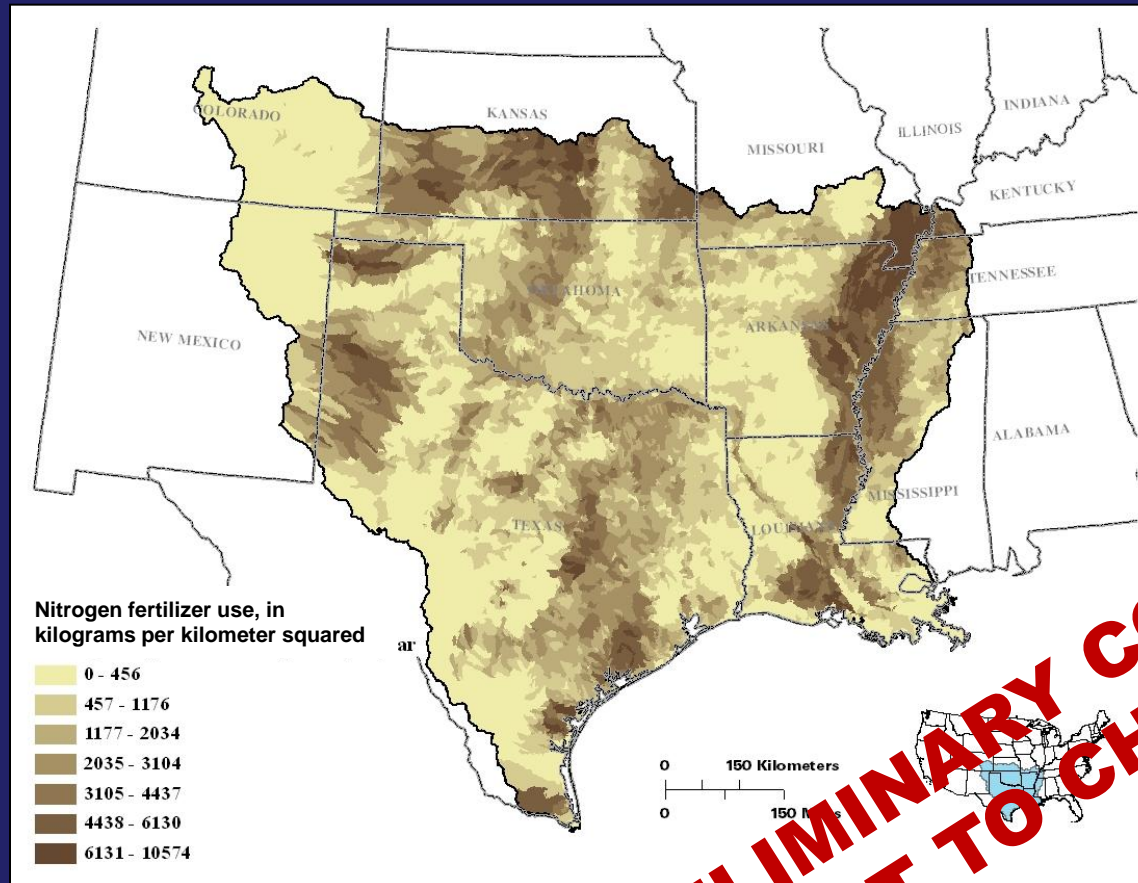 COLORADO
KANSAS
MISSOURI
ILLINOIS
INDIANA
KENTUCKY
TENNESSEE
NEW MEXICO
OKLAHOMA
ARKANSAS
ALABAMA
MISSISSIPPI
TEXAS
LOUISIANA
Nitrogen fertilizer use, in
kilograms per kilometer squared
ar
0 - 456
457 - 1176
1177 - 2034
2035 - 3104
3105 - 4437
4438 - 6130
6131 - 10574
0 150 Kilometers
0 150 Miles